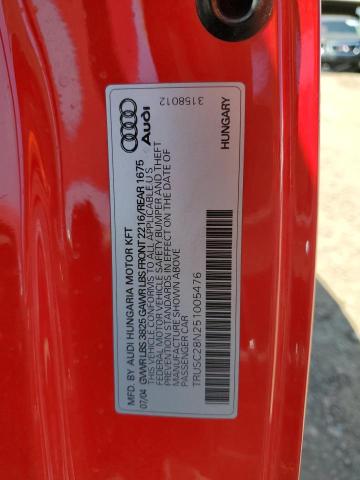 MFD. BY AUDI HUNGARIA MOTOR KFT
07/04 GVWR LBS 3825 GAWR LBS FRONT 2216/REAR 1675
THIS VEHICLE CONFORMS TO ALL APPLICABLE U.S.
FEDERAL MOTOR VEHICLE SAFETY BUMPER AND THEFT
PREVENTION STANDARDS IN EFFECT ON THE DATE OF
MANUFACTURE SHOWN ABOVE
PASSENGER CAR
TRUSC28N251005476
Audi
3158012
HUNGARY